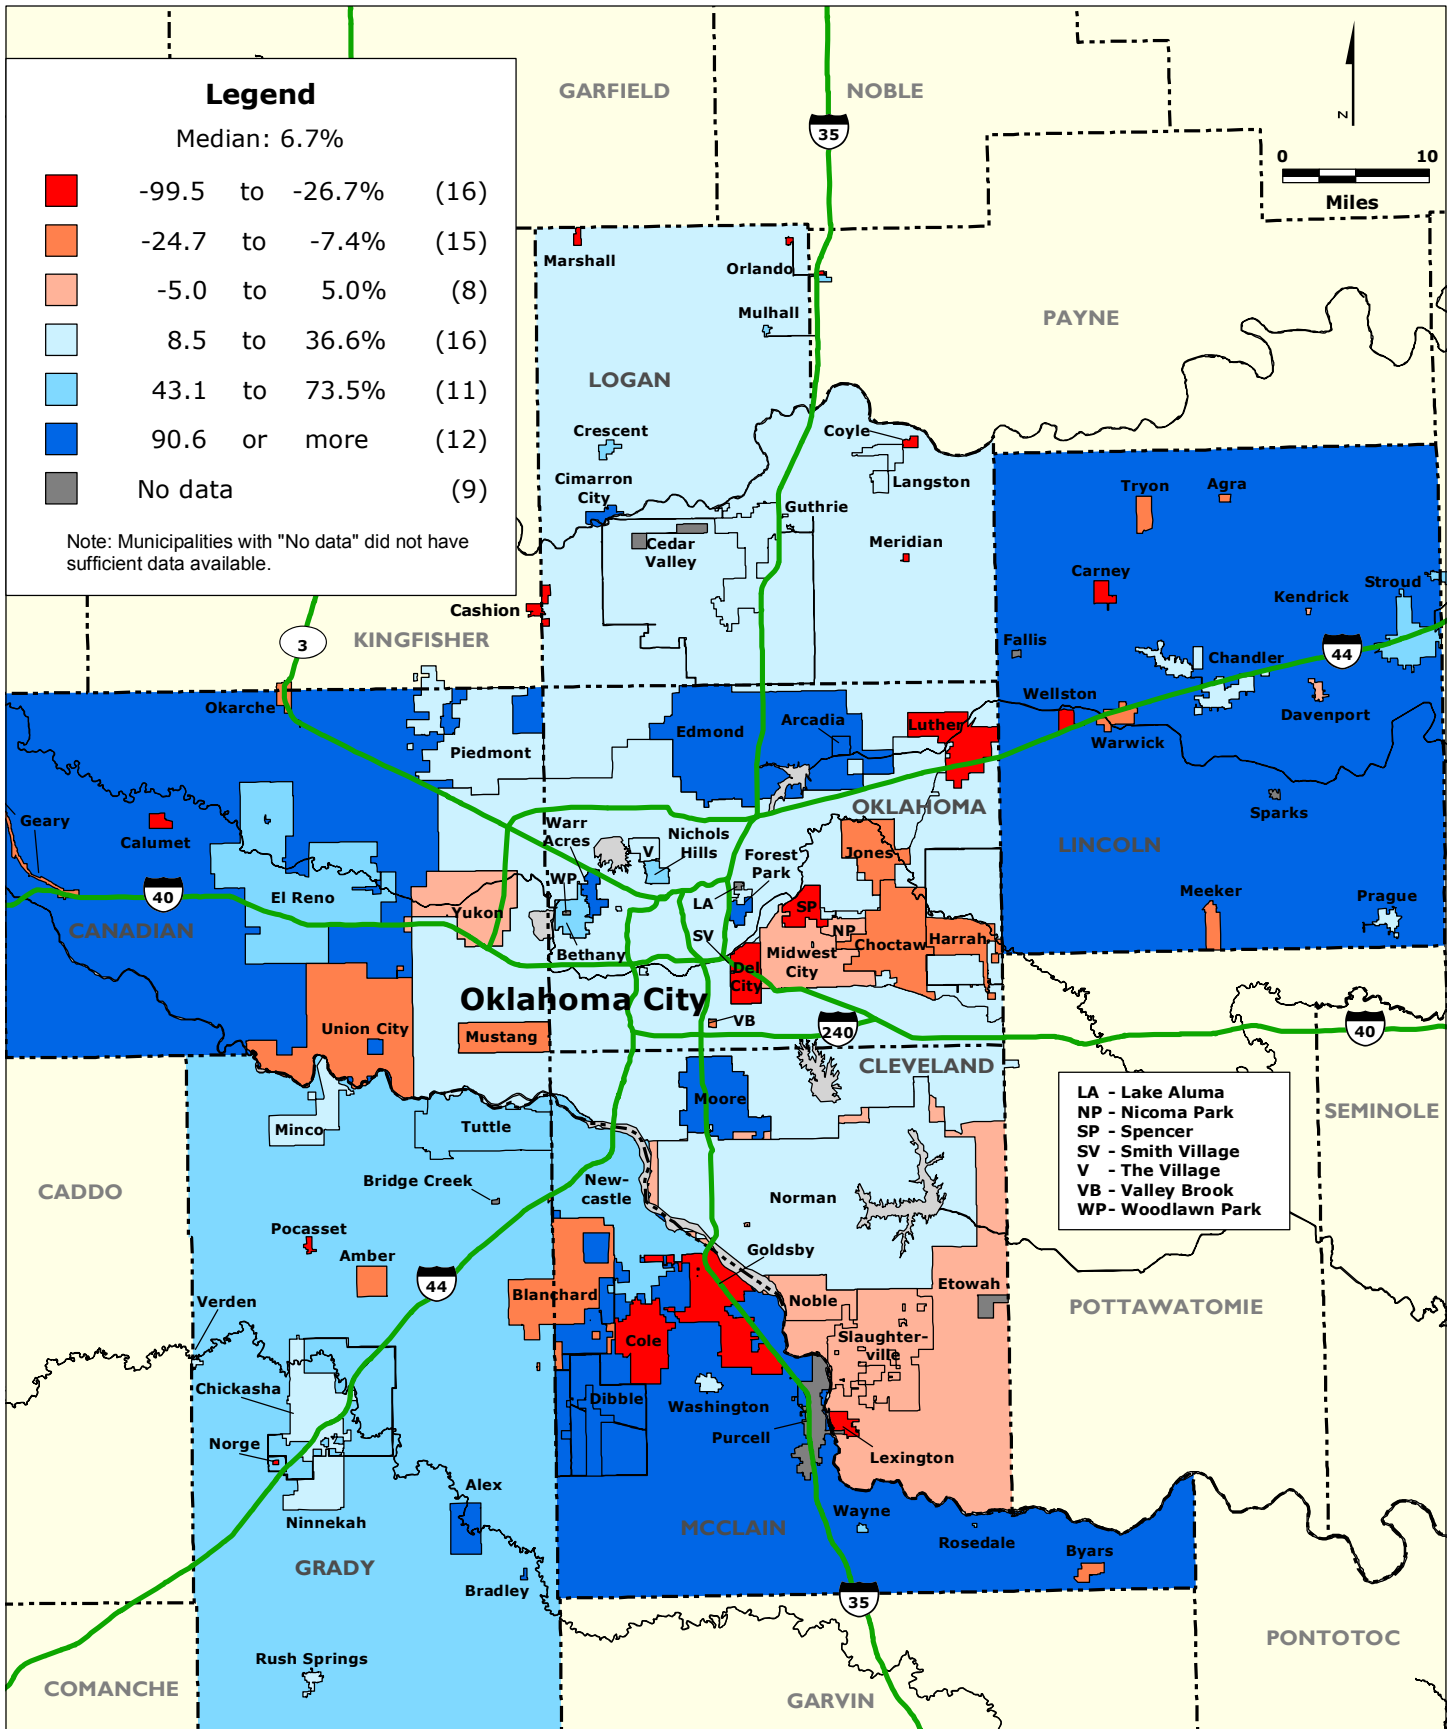 Legend
Median: 6.7%
-99.5 to -26.7% (16)
-24.7 to -7.4% (15)
-5.0 to 5.0% (8)
8.5 to 36.6% (16)
43.1 to 73.5% (11)
90.6 or more (12)
No data (9)
Note: Municipalities with "No data" did not have
sufficient data available.
GARFIELD
NOBLE
35
N
0 10
Miles
Marshall
Orlando
Mulhall
PAYNE
LOGAN
Crescent
Coyle
Cimarron
City
Langston
Guthrie
Tryon
Agra
Cedar
Valley
Meridian
Carney
Stroud
Kendrick
Cashion
KINGFISHER
3
Fallis
44
Chandler
Okarche
Wellston
Davenport
Piedmont
Edmond
Arcadia
Luther
Warwick
OKLAHOMA
Sparks
Geary
Calumet
Warr
Acres
Nichols
Hills
V
Forest
Park
Jones
LINCOLN
WP
El Reno
40
LA
SP
Meeker
Prague
CANADIAN
Yukon
Bethany
SV
NP
Midwest
City
Choctaw
Harrah
Del
City
Oklahoma City
Union City
Mustang
VB
240
40
CLEVELAND
Moore
LA - Lake Aluma
NP - Nicoma Park
SP - Spencer
SV - Smith Village
V - The Village
VB - Valley Brook
WP- Woodlawn Park
SEMINOLE
Minco
Tuttle
CADDO
Bridge Creek
New-
castle
Norman
Pocasset
Amber
44
Goldsby
Verden
Blanchard
Noble
Etowah
POTTAWATOMIE
Cole
Slaughter-
ville
Chickasha
Dibble
Washington
Norge
Purcell
Lexington
Alex
Ninnekah
MCCLAIN
Wayne
Rosedale
Byars
GRADY
Bradley
35
Rush Springs
COMANCHE
GARVIN
PONTOTOC